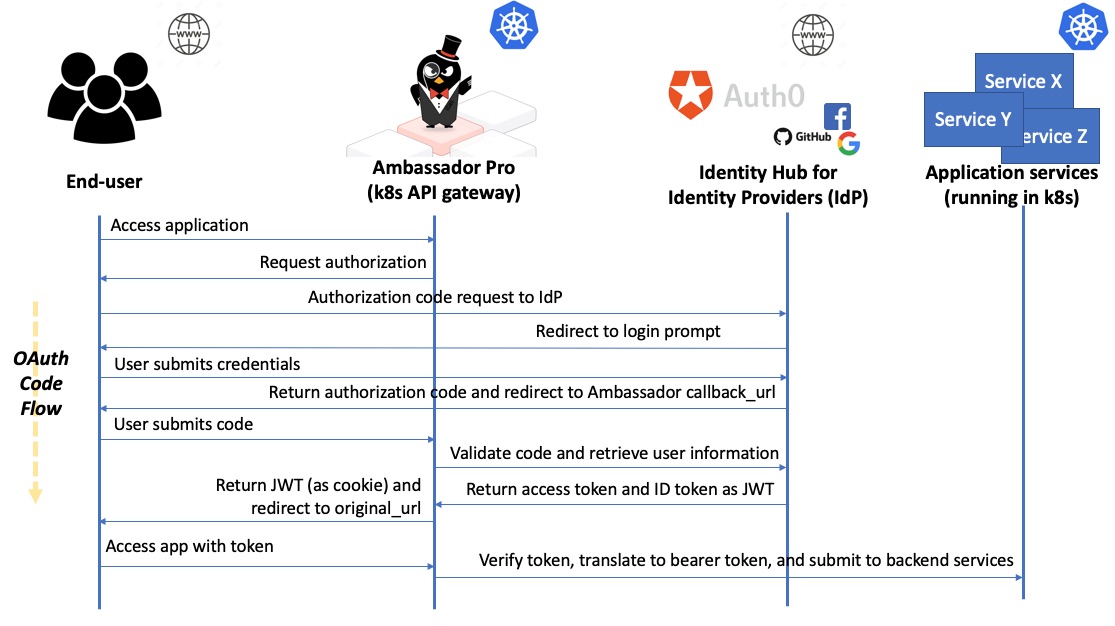 WWW
WWW
Auth0
GitHub
Service X
Service Y
ervice Z
End-user
Ambassador Pro
(k8s API gateway)
Identity Hub for
Identity Providers (IdP)
Application services
(running in k8s)
Access application
Request authorization
Authorization code request to IdP
Redirect to login prompt
OAuth
Code
Flow
User submits credentials
Return authorization code and redirect to Ambassador callback_url
User submits code
Validate code and retrieve user information
Return JWT (as cookie) and
redirect to original_url
Return access token and ID token as JWT
Access app with token
Verify token, translate to bearer token, and submit to backend services